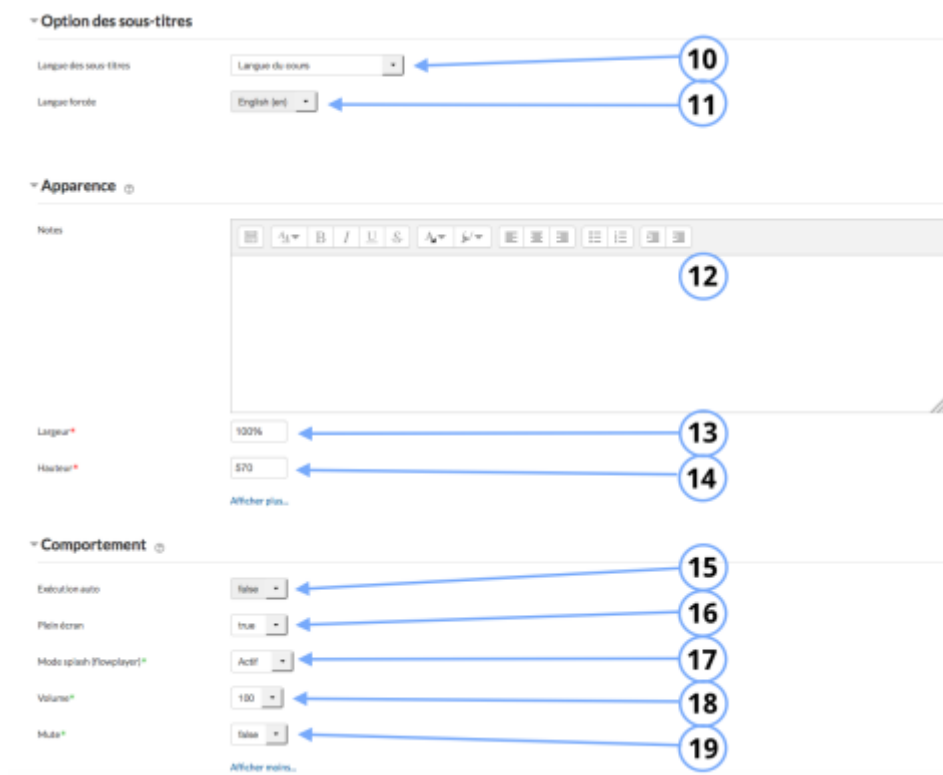 Option des sous-titres
Langue des sous-titres Langue du cours 10
Langue forcée English (en) 11
Apparence
Notes
B I U S
12
Largeur* 100% 13
Hauteur* 570 14
Afficher plus...
Comportement
Exécution auto false 15
Plein écran true 16
Mode splash (flowplayer)* Actif 17
Volume* 100 18
Mute* false 19
Afficher moins...